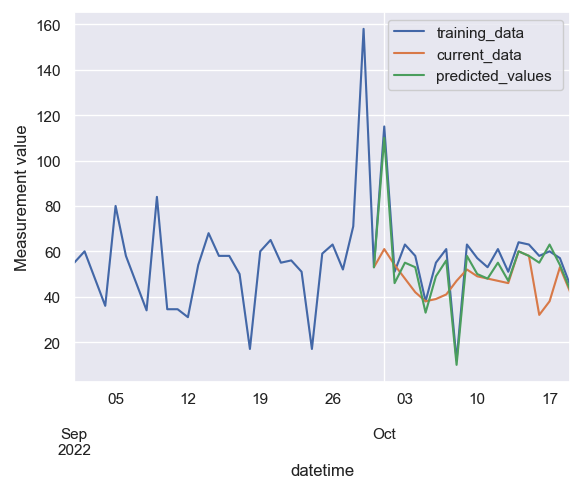 160
140
120
100
80
60
40
20
Measurement value
training_data
current_data
predicted_values
05
12
19
26
03
10
17
Sep
2022
Oct
datetime